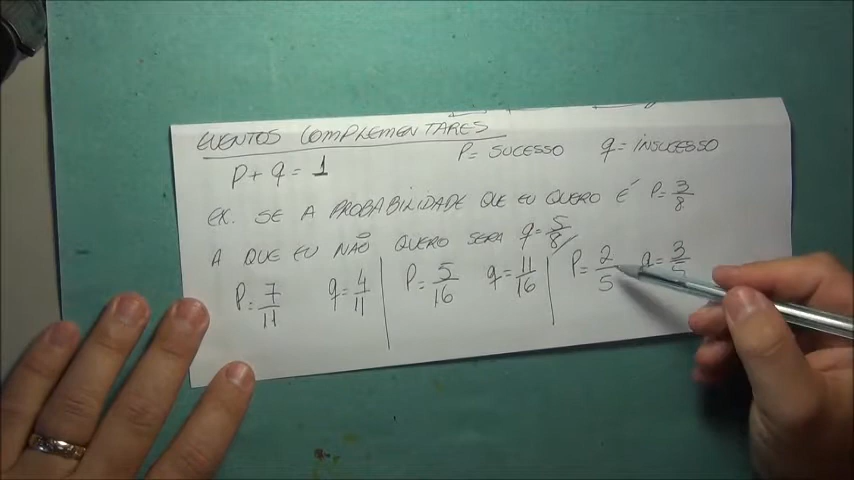 EVENTOS COMPLEMENTARES
P = SUCESSO q = INSUCESSO
P + q = 1
EX. SE A PROBABILIDADE QUE EU QUERO É P = 3/8
A QUE EU NÃO QUERO SERÁ q = 5/8
P = 7/11 q = 4/11 P = 5/16 q = 11/16 P = 2/5 q = 3/5